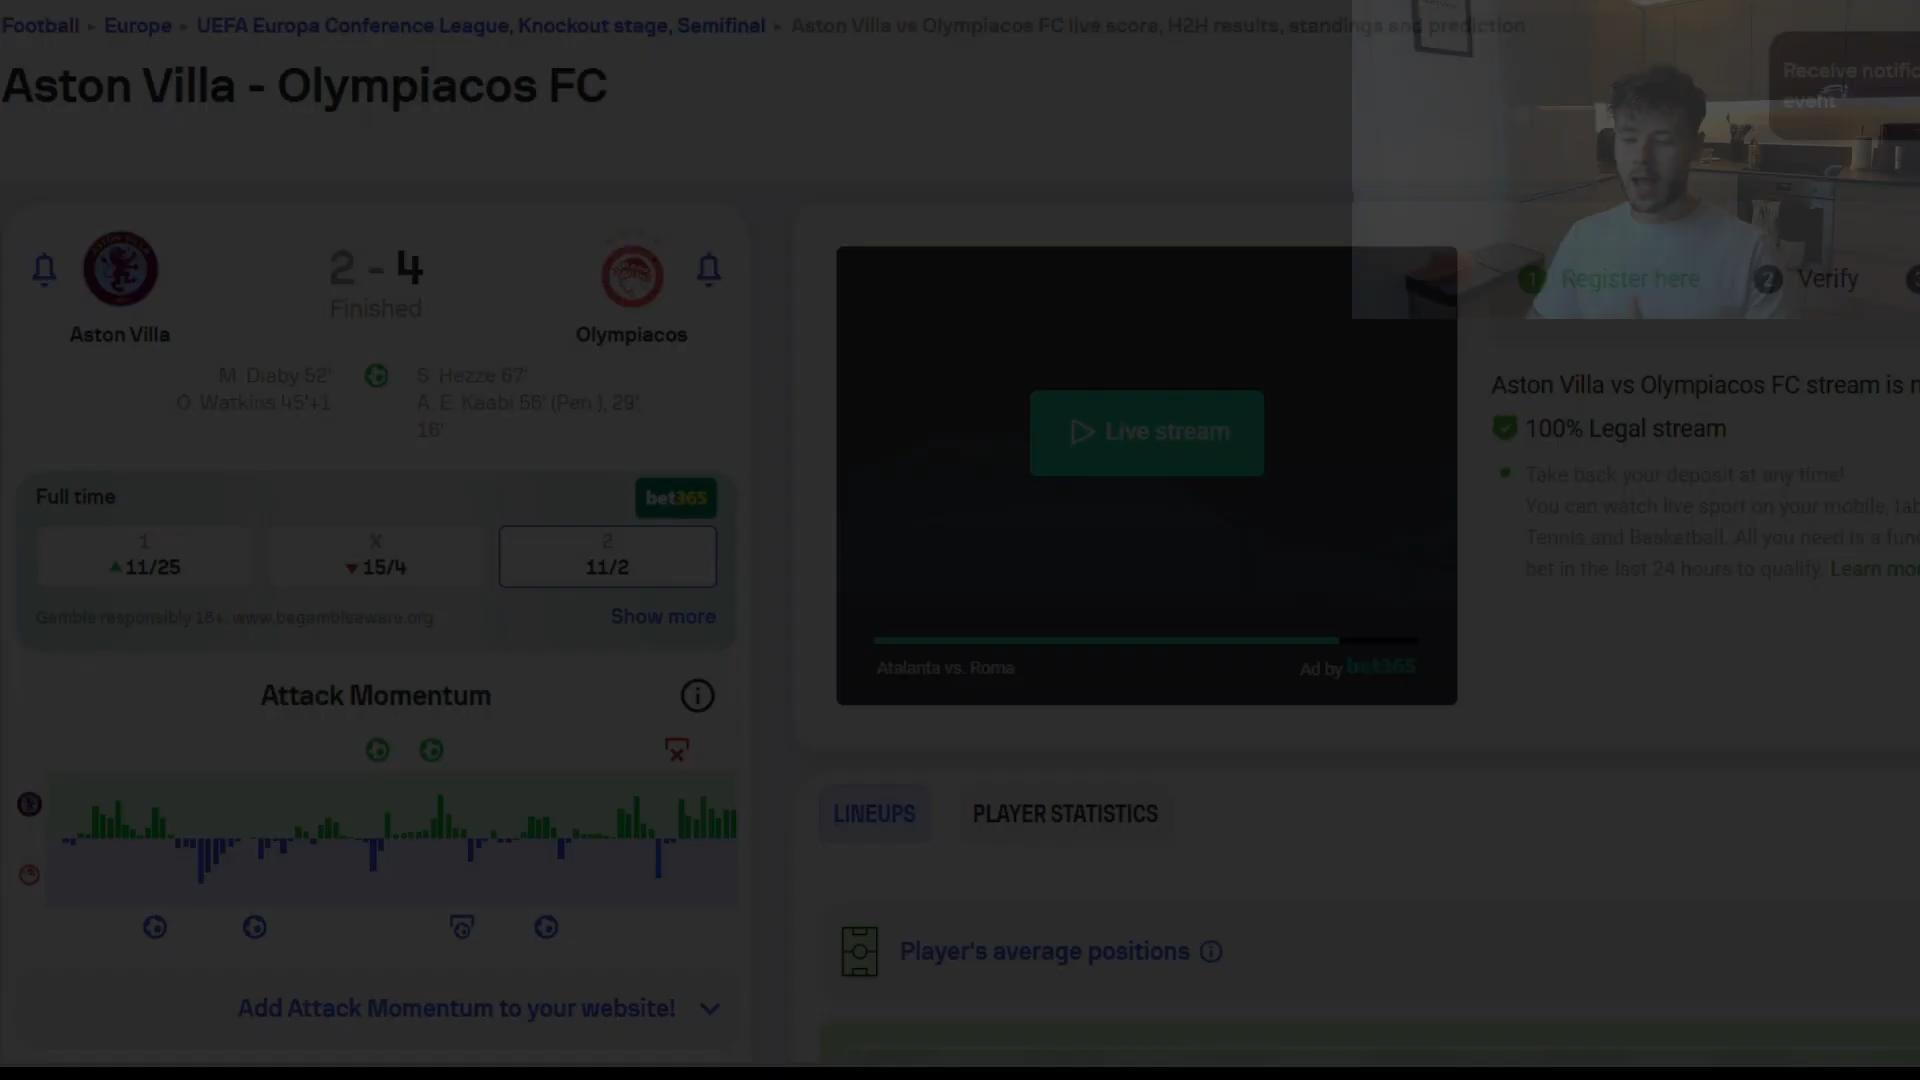 Football ▸ Europe ▸ UEFA Europa Conference League, Knockout stage, Semifinal ▸ Aston Villa vs Olympiacos FC live score, H2H results, standings and prediction
Aston Villa - Olympiacos FC
Receive notific
event
2 - 4
Finished
Aston Villa
Olympiacos
M. Diaby 52'
O. Watkins 45'+1
S. Hezze 67'
A. E. Kaabi 56' (Pen.), 29',
16'
Full time
bet365
1
11/25
X
15/4
2
11/2
Gamble responsibly 18+. www.begambleaware.org
Show more
Attack Momentum
Add Attack Momentum to your website!
Live stream
Atalanta vs. Roma
Ad by bet365
1 Register here
2 Verify
3
Aston Villa vs Olympiacos FC stream is n
100% Legal stream
Take back your deposit at any time!
You can watch live sport on your mobile, tab
Tennis and Basketball. All you need is a fun
bet in the last 24 hours to qualify. Learn mor
LINEUPS
PLAYER STATISTICS
Player's average positions